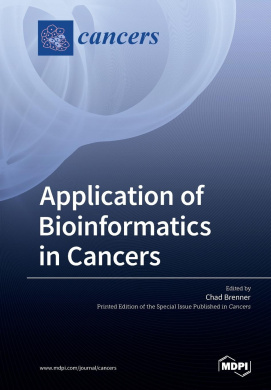 cancers
Application of
Bioinformatics
in Cancers
Edited by
Chad Brenner
Printed Edition of the Special Issue Published in Cancers
www.mdpi.com/journal/cancers
MDPI